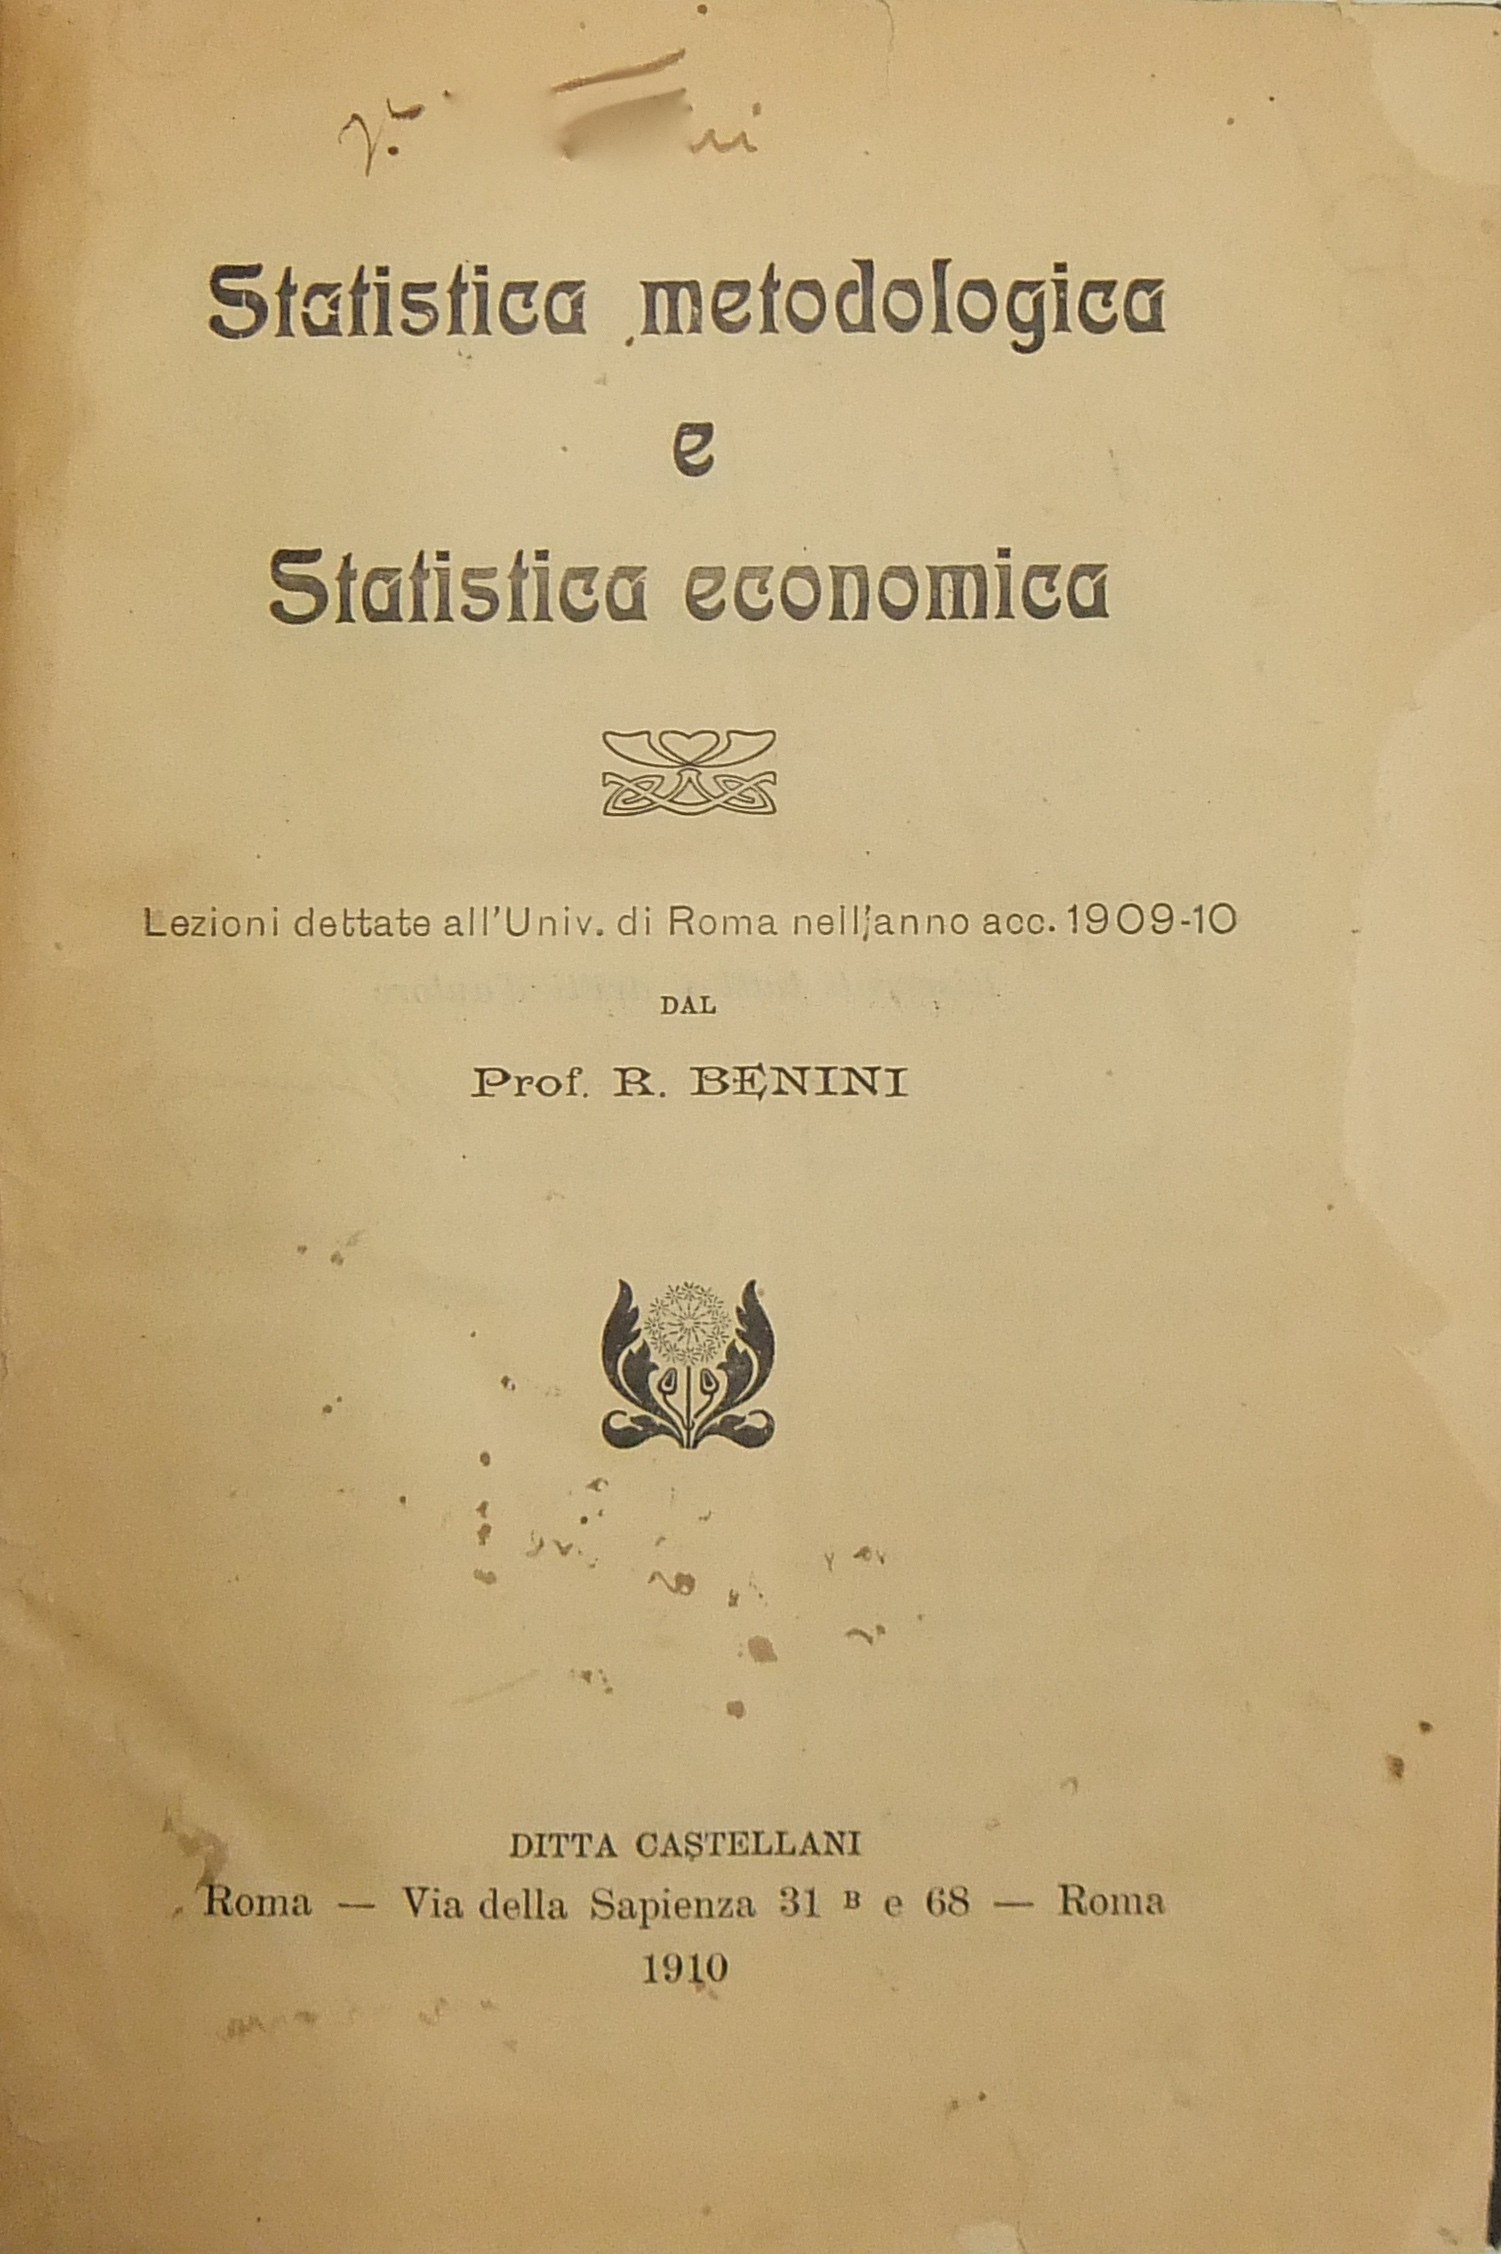 Statistica metodologica
e
Statistica economica
Lezioni dettate all'Univ. di Roma nell'anno acc. 1909-10
DAL
Prof. R. BENINI
DITTA CASTELLANI
Roma — Via della Sapienza 31 B e 68 — Roma
1910